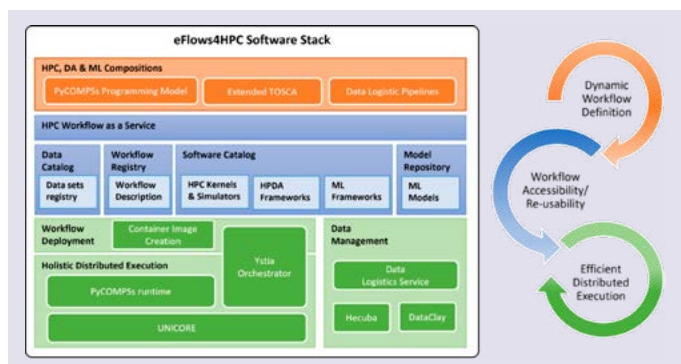 eFlows4HPC Software Stack
HPC, DA & ML Compositions
PyCOMPSs Programming Model
Extended TOSCA
Data Logistic Pipelines
HPC Workflow as a Service
Data
Catalog
Data sets
registry
Workflow
Registry
Workflow
Description
Software Catalog
HPC Kernels
& Simulators
HPDA
Frameworks
ML
Frameworks
Model
Repository
ML
Models
Workflow
Deployment
Container Image
Creation
Ystia
Orchestrator
Holistic Distributed Execution
PyCOMPSs runtime
UNICORE
Data
Management
Data
Logistics Service
Hecuba
DataClay
Dynamic
Workflow
Definition
Workflow
Accessibility/
Re-usability
Efficient
Distributed
Execution